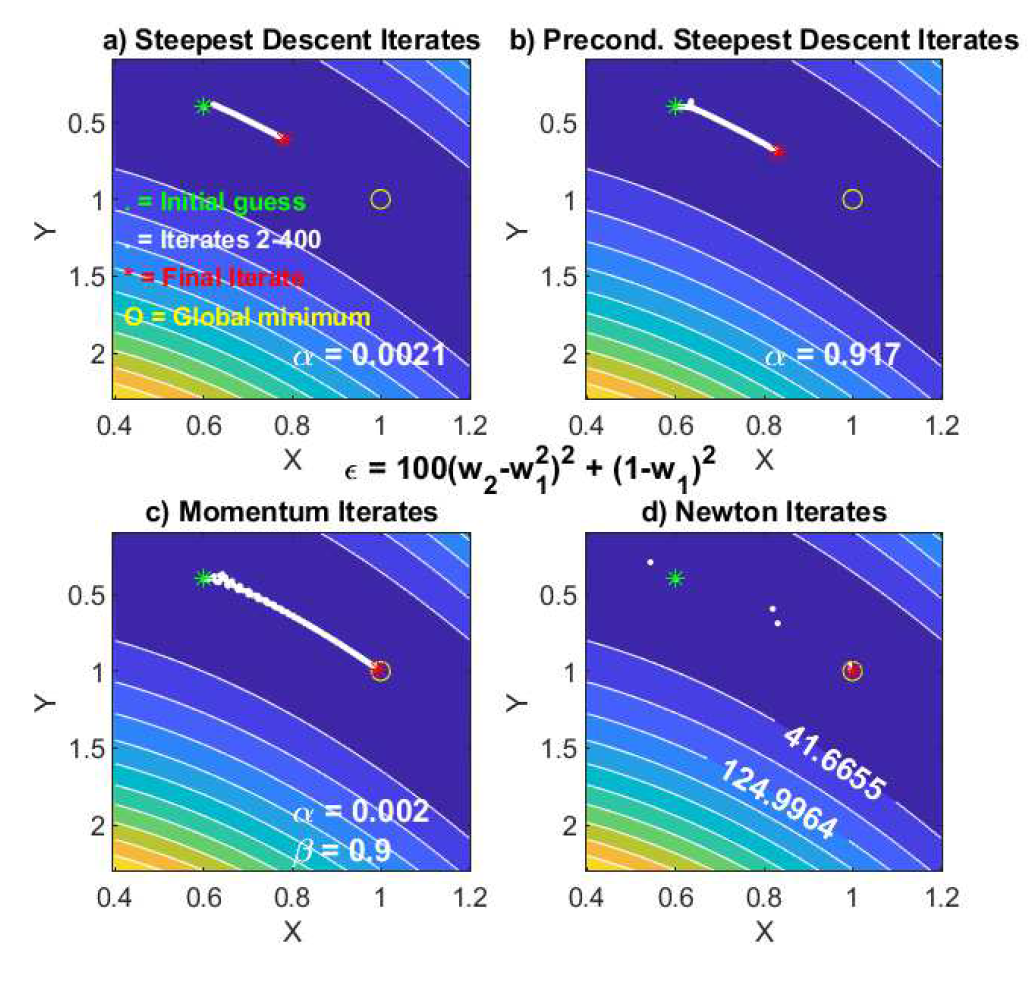 a) Steepest Descent Iterates
b) Precond. Steepest Descent Iterates
0.5
1
1.5
2
Y
. = Initial guess
. = Iterates 2-400
* = Final Iterate
O = Global minimum
α = 0.0021
0.4 0.6 0.8 1 1.2
X
0.5
1
1.5
2
Y
α = 0.917
0.4 0.6 0.8 1 1.2
X
ϵ = 100(w₂-w₁²)² + (1-w₁)²
c) Momentum Iterates
d) Newton Iterates
0.5
1
1.5
2
Y
α = 0.002
β = 0.9
0.4 0.6 0.8 1 1.2
X
0.5
1
1.5
2
Y
41.6655
124.9964
0.4 0.6 0.8 1 1.2
X